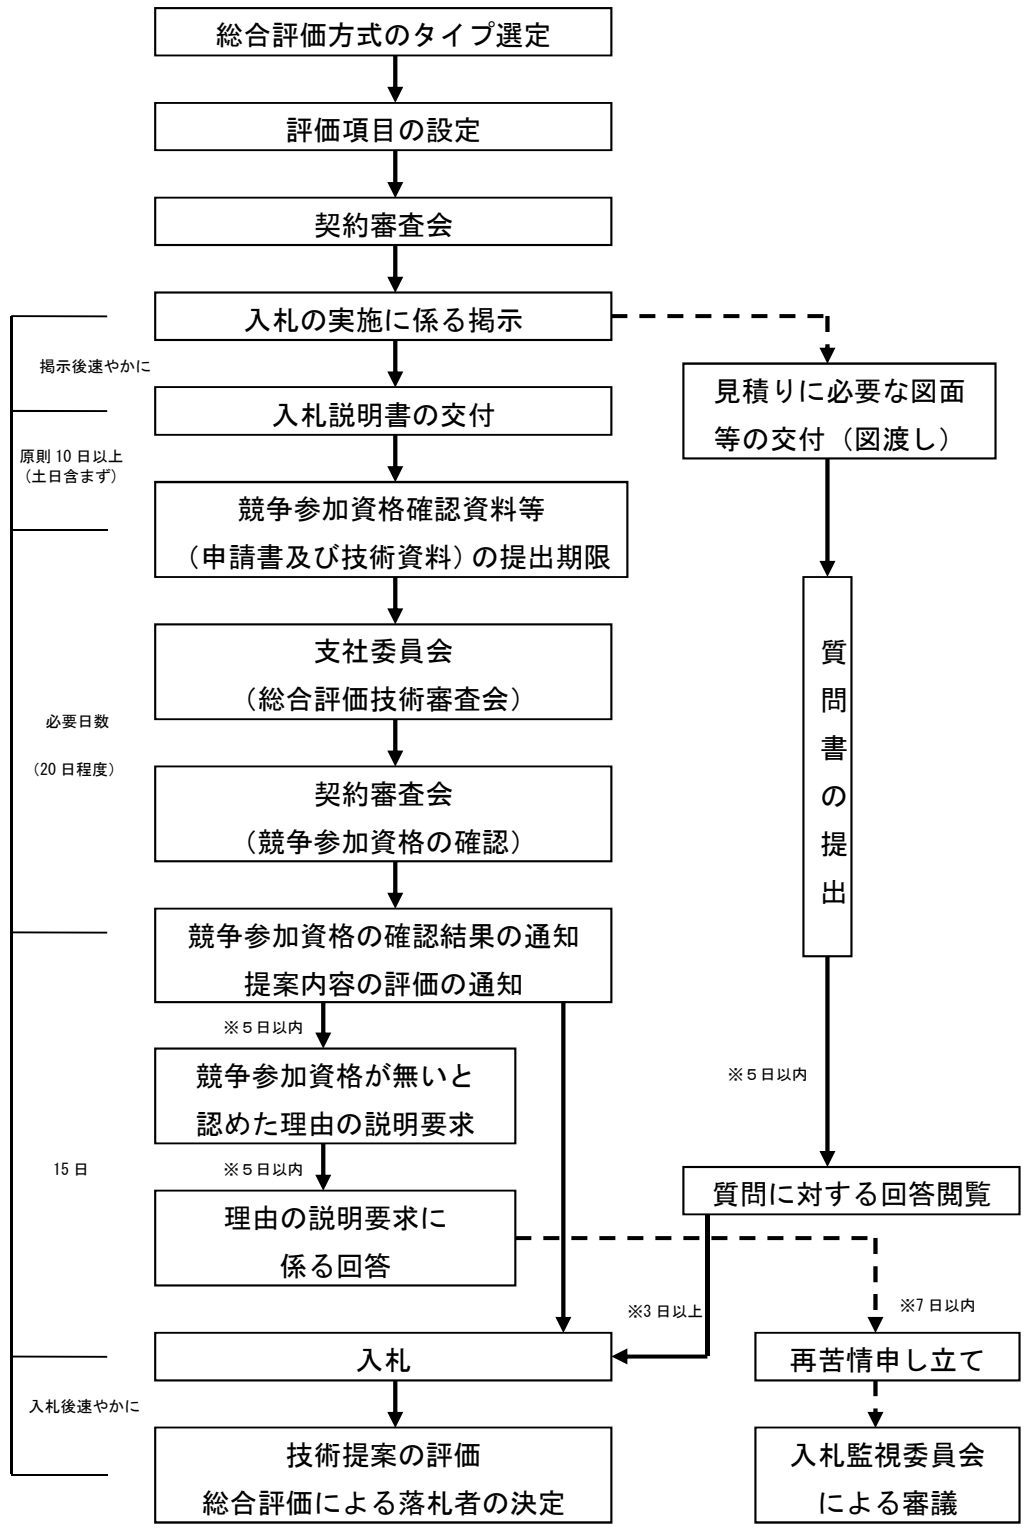 総合評価方式のタイプ選定
評価項目の設定
契約審査会
入札の実施に係る掲示
掲示後速やかに
見積りに必要な図面
等の交付（図渡し）
入札説明書の交付
原則 10 日以上
（土日含まず）
競争参加資格確認資料等
（申請書及び技術資料）の提出期限
質問書の提出
支社委員会
（総合評価技術審査会）
必要日数
（20 日程度）
契約審査会
（競争参加資格の確認）
競争参加資格の確認結果の通知
提案内容の評価の通知
※５日以内
競争参加資格が無いと
認めた理由の説明要求
※５日以内
15 日
※５日以内
質問に対する回答閲覧
理由の説明要求に
係る回答
※3 日以上
※7 日以内
入札
再苦情申し立て
入札後速やかに
技術提案の評価
総合評価による落札者の決定
入札監視委員会
による審議